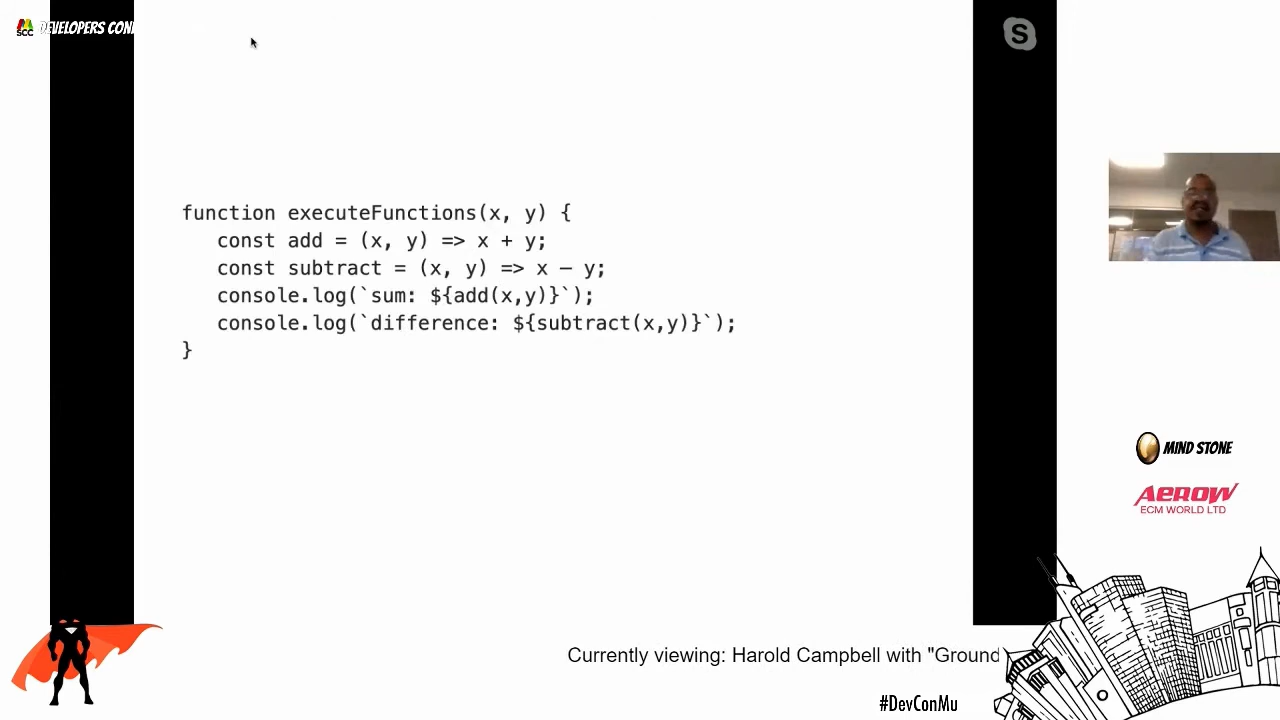 SCC
DEVELOPERS CON
S
function executeFunctions(x, y) {
   const add = (x, y) => x + y;
   const subtract = (x, y) => x – y;
   console.log(`sum: ${add(x,y)}`);
   console.log(`difference: ${subtract(x,y)}`);
}
MIND STONE
AEROW
ECM WORLD LTD
Currently viewing: Harold Campbell with "Ground
#DevConMu